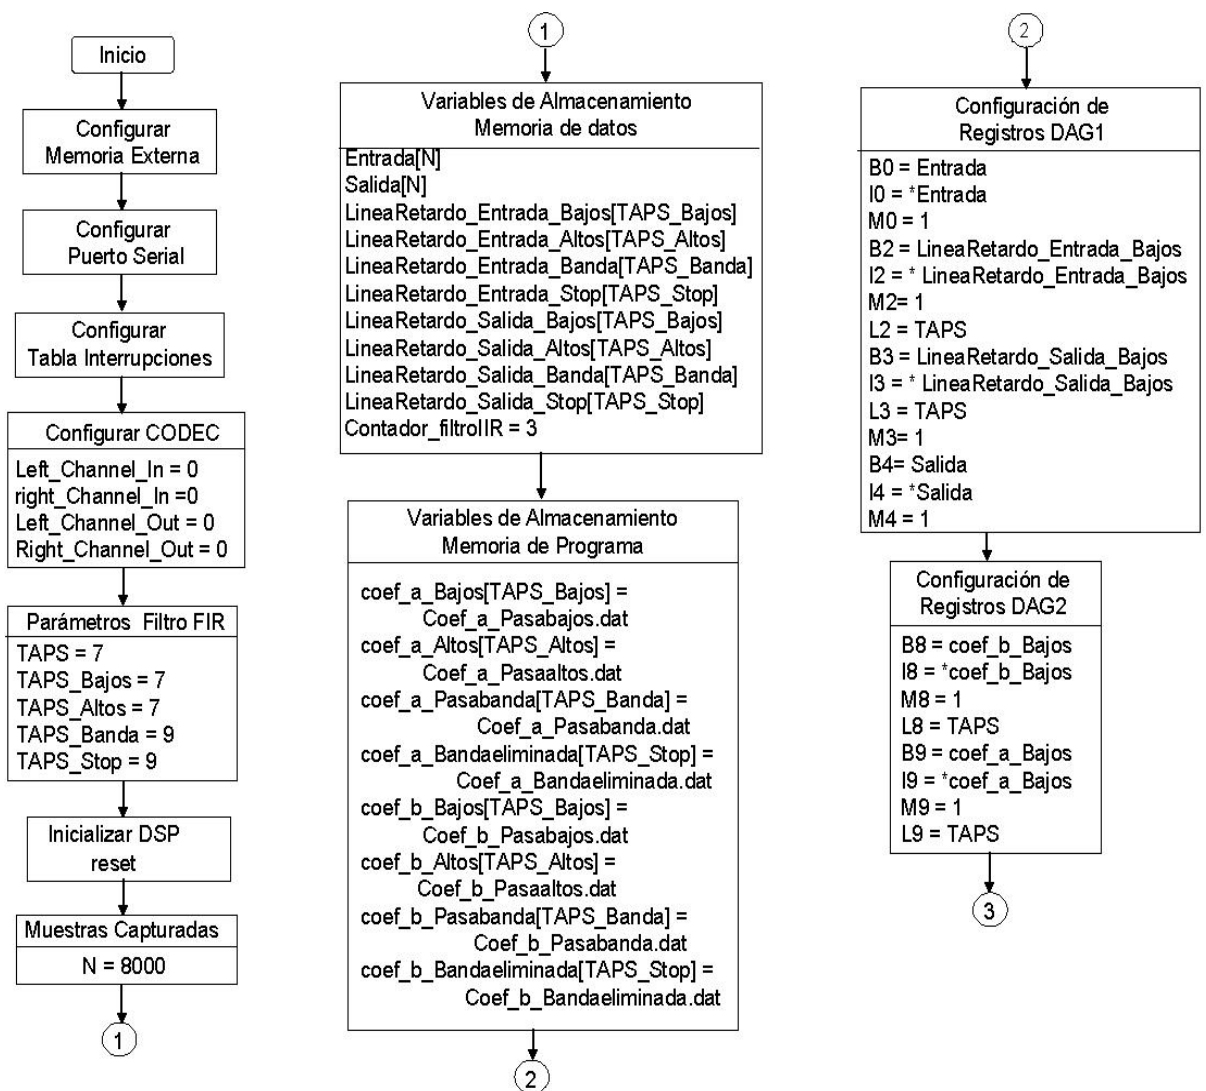 Inicio
Configurar
Memoria Externa
Configurar
Puerto Serial
Configurar
Tabla Interrupciones
Configurar CODEC
Left_Channel_In = 0
right_Channel_In =0
Left_Channel_Out = 0
Right_Channel_Out = 0
Parámetros Filtro FIR
TAPS = 7
TAPS_Bajos = 7
TAPS_Altos = 7
TAPS_Banda = 9
TAPS_Stop = 9
Inicializar DSP
reset
Muestras Capturadas
N = 8000
1
1
Variables de Almacenamiento
Memoria de datos
Entrada[N]
Salida[N]
LineaRetardo_Entrada_Bajos[TAPS_Bajos]
LineaRetardo_Entrada_Altos[TAPS_Altos]
LineaRetardo_Entrada_Banda[TAPS_Banda]
LineaRetardo_Entrada_Stop[TAPS_Stop]
LineaRetardo_Salida_Bajos[TAPS_Bajos]
LineaRetardo_Salida_Altos[TAPS_Altos]
LineaRetardo_Salida_Banda[TAPS_Banda]
LineaRetardo_Salida_Stop[TAPS_Stop]
Contador_filtroIIR = 3
Variables de Almacenamiento
Memoria de Programa
coef_a_Bajos[TAPS_Bajos] =
Coef_a_Pasabajos.dat
coef_a_Altos[TAPS_Altos] =
Coef_a_Pasaaltos.dat
coef_a_Pasabanda[TAPS_Banda] =
Coef_a_Pasabanda.dat
coef_a_Bandaeliminada[TAPS_Stop] =
Coef_a_Bandaeliminada.dat
coef_b_Bajos[TAPS_Bajos] =
Coef_b_Pasabajos.dat
coef_b_Altos[TAPS_Altos] =
Coef_b_Pasaaltos.dat
coef_b_Pasabanda[TAPS_Banda] =
Coef_b_Pasabanda.dat
coef_b_Bandaeliminada[TAPS_Stop] =
Coef_b_Bandaeliminada.dat
2
2
Configuración de
Registros DAG1
B0 = Entrada
I0 = *Entrada
M0 = 1
B2 = LineaRetardo_Entrada_Bajos
I2 = * LineaRetardo_Entrada_Bajos
M2= 1
L2 = TAPS
B3 = LineaRetardo_Salida_Bajos
I3 = * LineaRetardo_Salida_Bajos
L3 = TAPS
M3= 1
B4= Salida
I4 = *Salida
M4 = 1
Configuración de
Registros DAG2
B8 = coef_b_Bajos
I8 = *coef_b_Bajos
M8 = 1
L8 = TAPS
B9 = coef_a_Bajos
I9 = *coef_a_Bajos
M9 = 1
L9 = TAPS
3